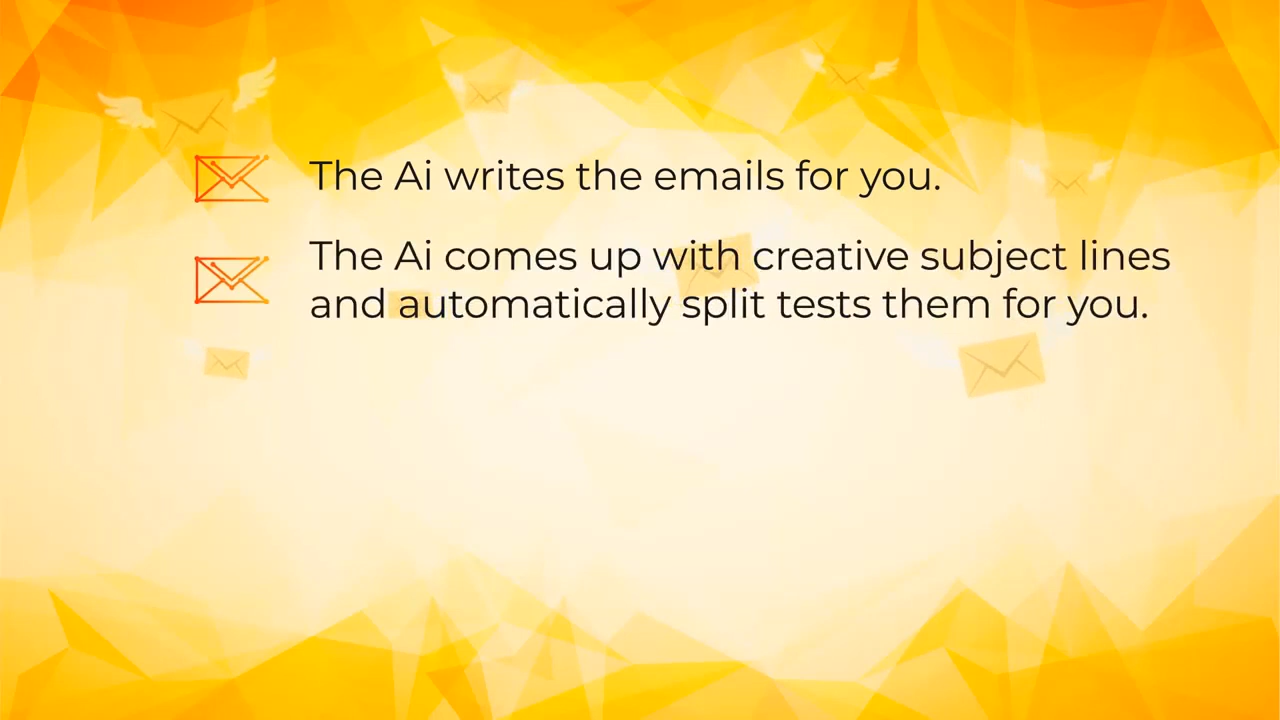 The Ai writes the emails for you.
The Ai comes up with creative subject lines
and automatically split tests them for you.